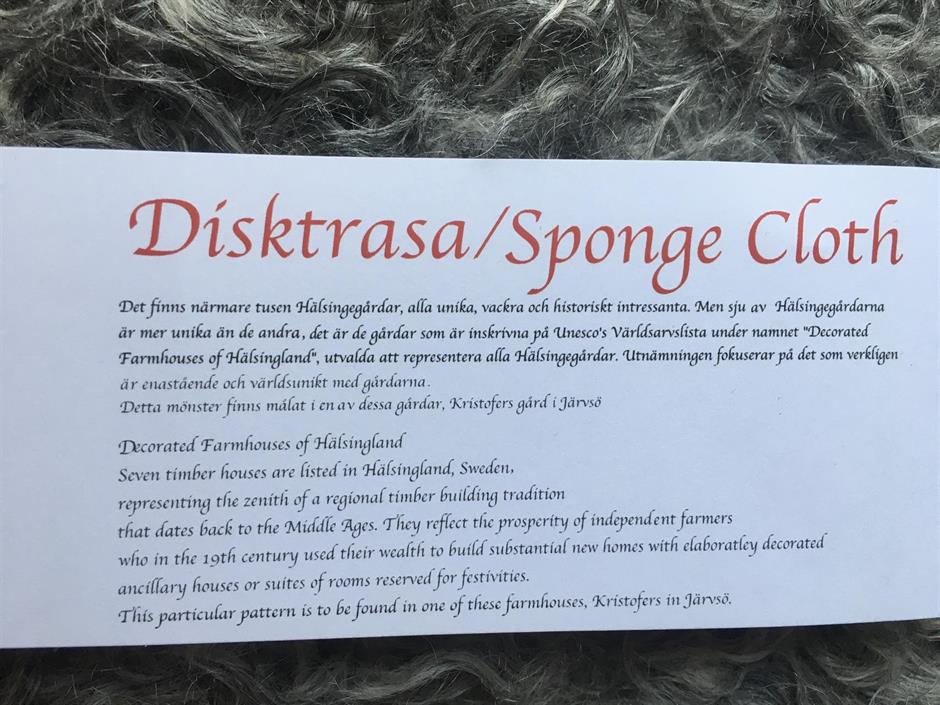 Disktrasa/Sponge Cloth
Det finns närmare tusen Hälsingegårdar, alla unika, vackra och historiskt intressanta. Men sju av Hälsingegårdarna
är mer unika än de andra, det är de gårdar som är inskrivna på Unesco's Världsarvslista under namnet "Decorated
Farmhouses of Hälsingland", utvalda att representera alla Hälsingegårdar. Utnämningen fokuserar på det som verkligen
är enastående och världsunikt med gårdarna.
Detta mönster finns målat i en av dessa gårdar, Kristofers gård i Järvsö
Decorated Farmhouses of Hälsingland
Seven timber houses are listed in Hälsingland, Sweden,
representing the zenith of a regional timber building tradition
that dates back to the Middle Ages. They reflect the prosperity of independent farmers
who in the 19th century used their wealth to build substantial new homes with elaboratley decorated
ancillary houses or suites of rooms reserved for festivities.
This particular pattern is to be found in one of these farmhouses, Kristofers in Järvsö.